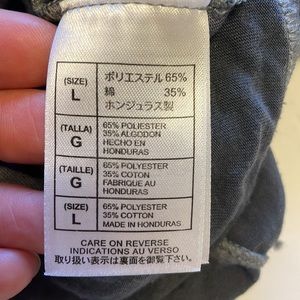 (SIZE)
L
ポリエステル 65%
綿 35%
ホンジュラス製
(TALLA)
G
65% POLIESTER
35% ALGODON
HECHO EN
HONDURAS
(TAILLE)
G
65% POLYESTER
35% COTON
FABRIQUE AU
HONDURAS
(SIZE)
L
65% POLYESTER
35% COTTON
MADE IN HONDURAS
CARE ON REVERSE
INDICATIONS AU VERSO
取り扱い表示は裏面を御覧下さい